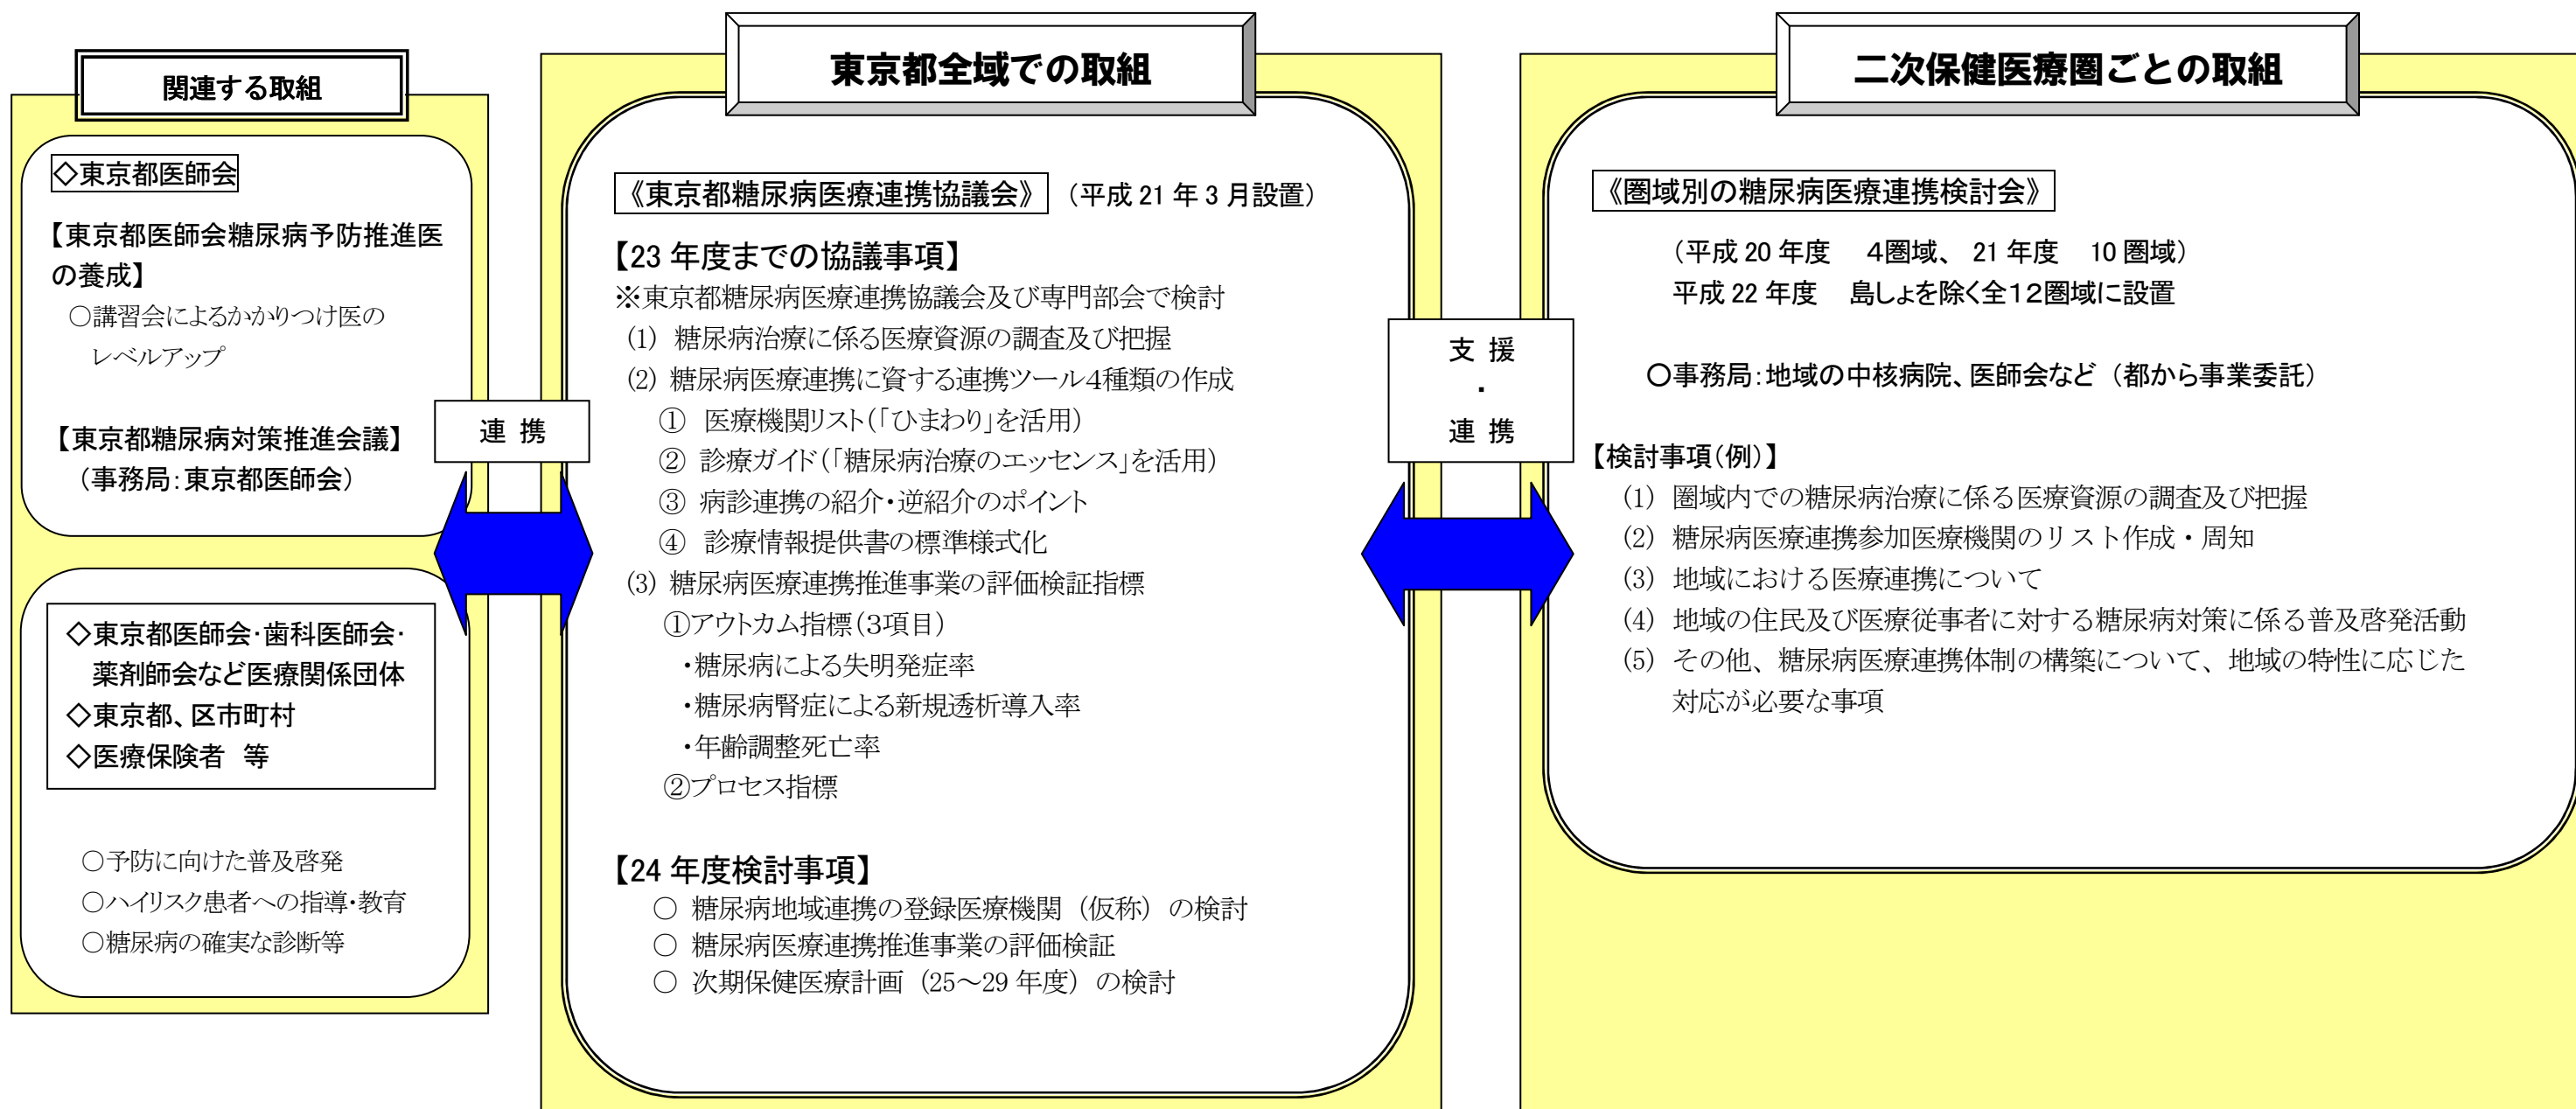 関連する取組
◇東京都医師会
【東京都医師会糖尿病予防推進医
の養成】
○講習会によるかかりつけ医の
レベルアップ
【東京都糖尿病対策推進会議】
（事務局：東京都医師会）
◇東京都医師会・歯科医師会・
薬剤師会など医療関係団体
◇東京都、区市町村
◇医療保険者　等
○予防に向けた普及啓発
○ハイリスク患者への指導・教育
○糖尿病の確実な診断等
連 携
東京都全域での取組
《東京都糖尿病医療連携協議会》（平成 21 年 3 月設置）
【23 年度までの協議事項】
※東京都糖尿病医療連携協議会及び専門部会で検討
(1) 糖尿病治療に係る医療資源の調査及び把握
(2) 糖尿病医療連携に資する連携ツール４種類の作成
① 医療機関リスト（「ひまわり」を活用）
② 診療ガイド（「糖尿病治療のエッセンス」を活用）
③ 病診連携の紹介・逆紹介のポイント
④ 診療情報提供書の標準様式化
(3) 糖尿病医療連携推進事業の評価検証指標
①アウトカム指標（３項目）
・糖尿病による失明発症率
・糖尿病腎症による新規透析導入率
・年齢調整死亡率
②プロセス指標
【24 年度検討事項】
○ 糖尿病地域連携の登録医療機関（仮称）の検討
○ 糖尿病医療連携推進事業の評価検証
○ 次期保健医療計画（25～29 年度）の検討
支 援
・
連 携
二次保健医療圏ごとの取組
《圏域別の糖尿病医療連携検討会》
（平成 20 年度　４圏域、 21 年度　10 圏域）
平成 22 年度　島しょを除く全１２圏域に設置
○事務局：地域の中核病院、医師会など（都から事業委託）
【検討事項（例）】
(1) 圏域内での糖尿病治療に係る医療資源の調査及び把握
(2) 糖尿病医療連携参加医療機関のリスト作成・周知
(3) 地域における医療連携について
(4) 地域の住民及び医療従事者に対する糖尿病対策に係る普及啓発活動
(5) その他、糖尿病医療連携体制の構築について、地域の特性に応じた
対応が必要な事項